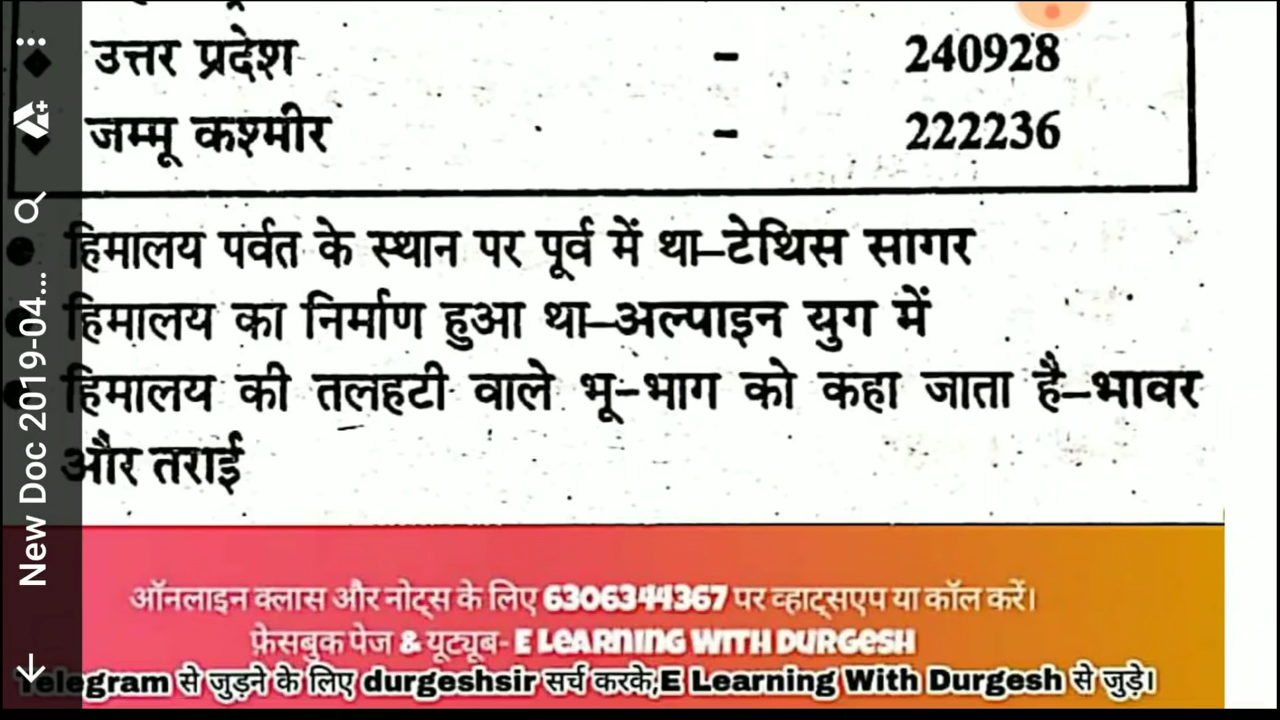 उत्तर प्रदेश - 240928
जम्मू कश्मीर - 222236
हिमालय पर्वत के स्थान पर पूर्व में था–टेथिस सागर
हिमालय का निर्माण हुआ था–अल्पाइन युग में
हिमालय की तलहटी वाले भू-भाग को कहा जाता है–भावर
और तराई
New Doc 2019-04...
ऑनलाइन क्लास और नोट्स के लिए 6306344367 पर व्हाट्सएप या कॉल करें।
फ़ेसबुक पेज & यूट्यूब- E LEARNING WITH DURGESH
Telegram से जुड़ने के लिए durgeshsir सर्च करके,E Learning With Durgesh से जुड़े।